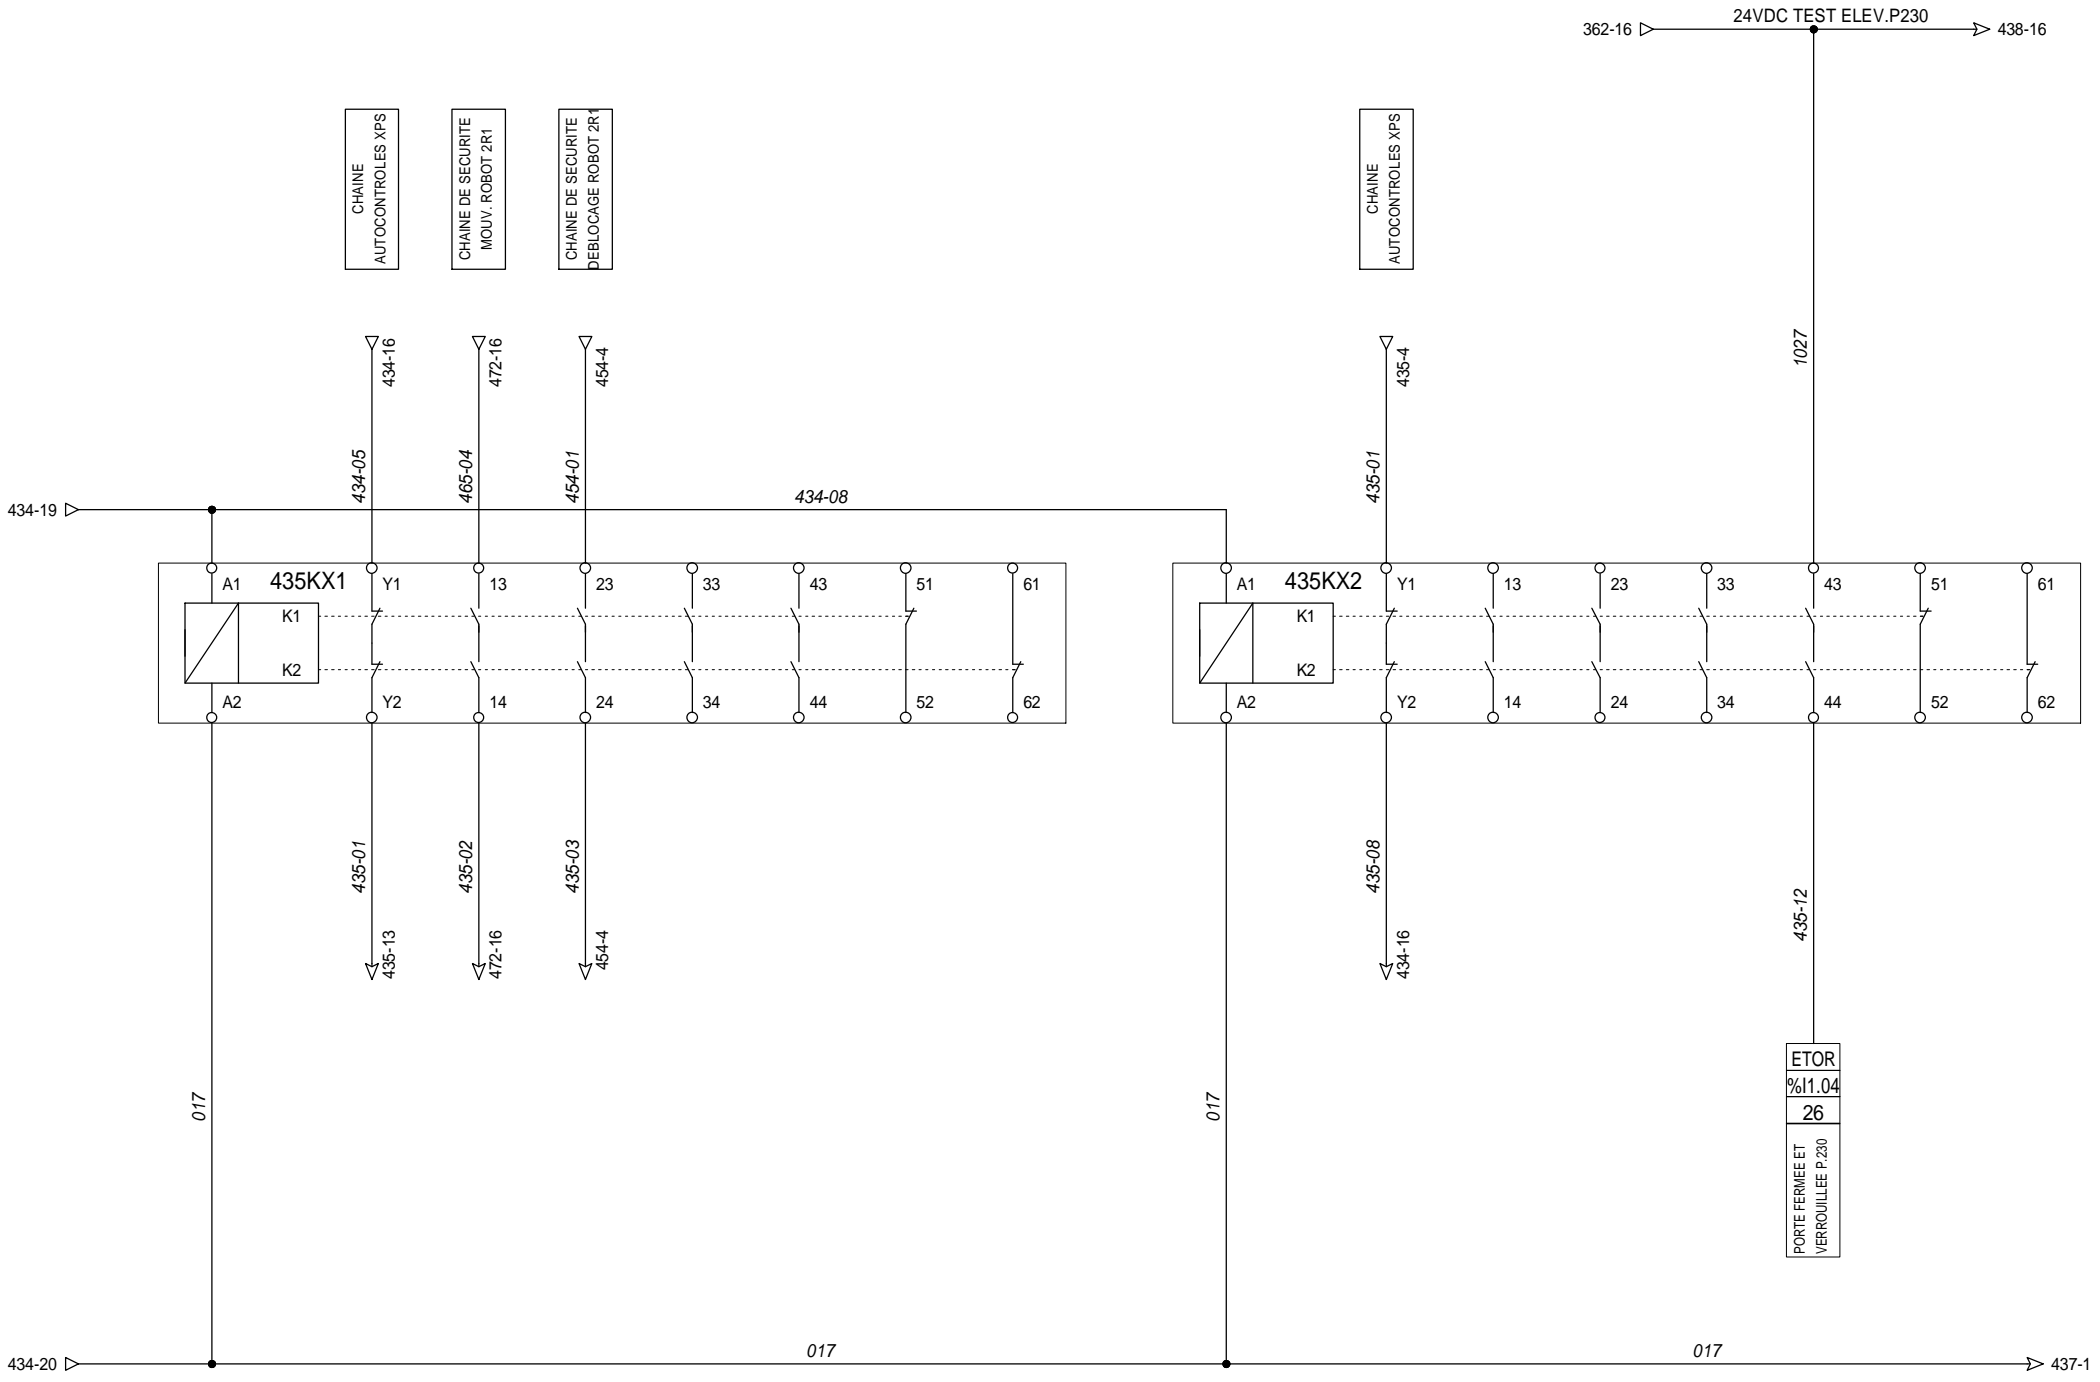 24VDC TEST ELEV.P230
362-16
438-16
CHAINE
AUTOCONTROLES XPS
CHAINE DE SECURITE
MOUV. ROBOT 2R1
CHAINE DE SECURITE
DEBLOCAGE ROBOT 2R1
CHAINE
AUTOCONTROLES XPS
434-16
472-16
454-4
435-4
1027
434-05
465-04
454-01
435-01
434-19
434-08
A1
435KX1
Y1
13
23
33
43
51
61
K1
K2
A2
Y2
14
24
34
44
52
62
A1
435KX2
Y1
13
23
33
43
51
61
K1
K2
A2
Y2
14
24
34
44
52
62
435-01
435-02
435-03
435-08
435-12
435-13
472-16
454-4
434-16
017
017
ETOR
%I1.04
26
PORTE FERMEE ET
VERROUILLEE P.230
434-20
017
017
437-1